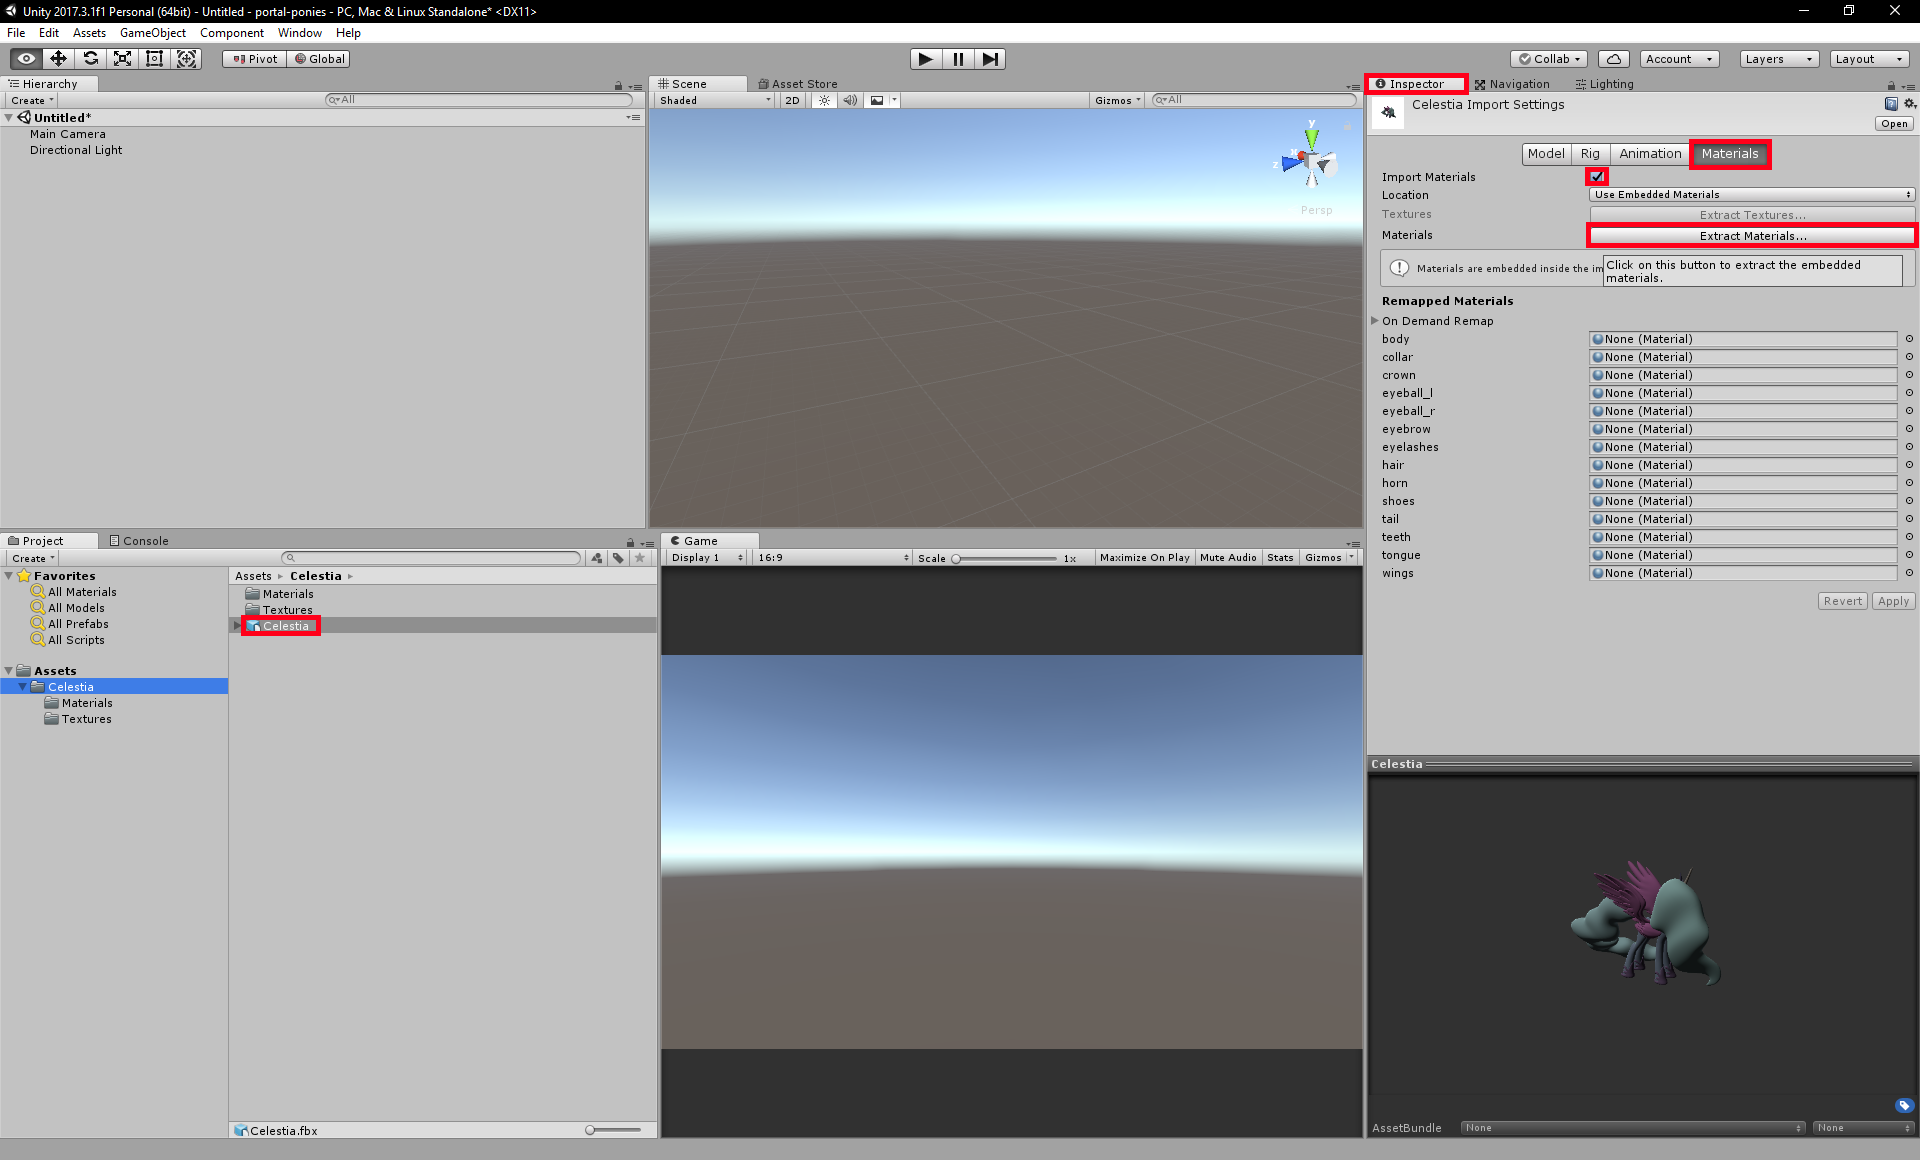 Unity 2017.3.1f1 Personal (64bit) - Untitled - portal-ponies - PC, Mac & Linux Standalone* <DX11>
File Edit Assets GameObject Component Window Help
Pivot Global Collab Account Layers Layout
Hierarchy
Create All
Untitled*
Main Camera
Directional Light
Scene Asset Store
Shaded 2D Gizmos All
y
x
z
Persp
Inspector Navigation Lighting
Celestia Import Settings
Open
Model Rig Animation Materials
Import Materials
Location Use Embedded Materials
Textures Extract Textures...
Materials Extract Materials...
Materials are embedded inside the im
Click on this button to extract the embedded
materials.
Remapped Materials
On Demand Remap
body None (Material)
collar None (Material)
crown None (Material)
eyeball_l None (Material)
eyeball_r None (Material)
eyebrow None (Material)
eyelashes None (Material)
hair None (Material)
horn None (Material)
shoes None (Material)
tail None (Material)
teeth None (Material)
tongue None (Material)
wings None (Material)
Revert Apply
Project Console
Create
Favorites
All Materials
All Models
All Prefabs
All Scripts
Assets
Celestia
Materials
Textures
Assets Celestia
Materials
Textures
Celestia
Celestia.fbx
Game
Display 1 16:9 Scale 1x Maximize On Play Mute Audio Stats Gizmos
Celestia
AssetBundle None None